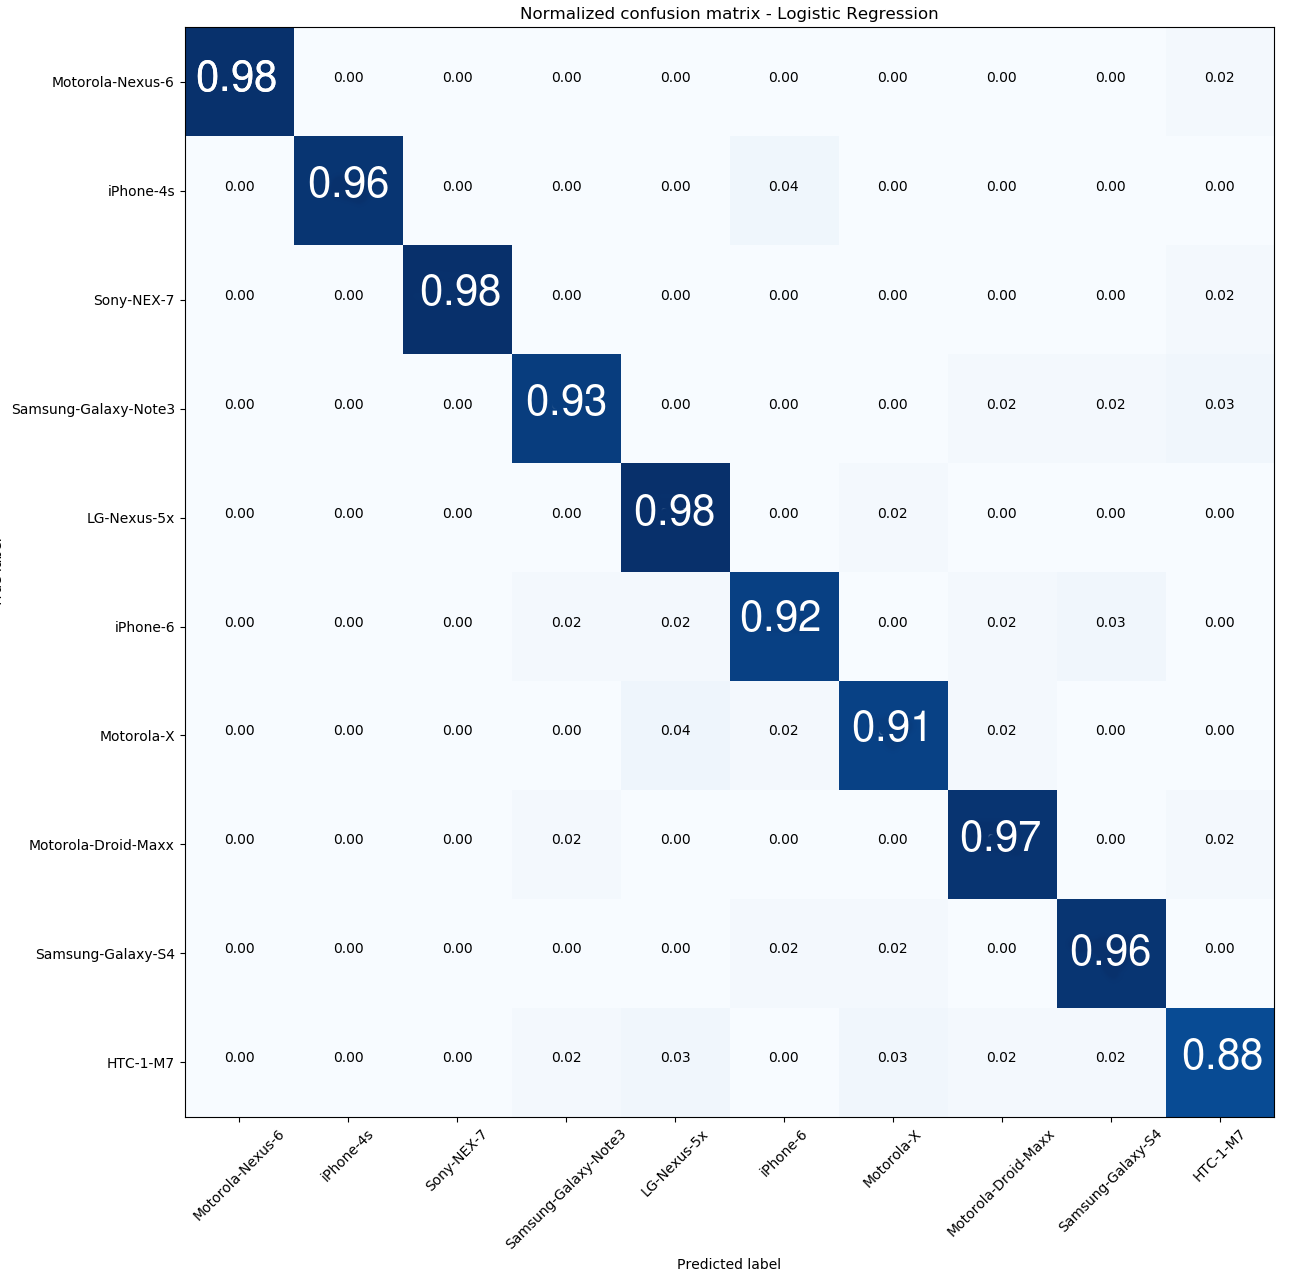 Normalized confusion matrix - Logistic Regression
Motorola-Nexus-6 0.98 0.00 0.00 0.00 0.00 0.00 0.00 0.00 0.00 0.02
iPhone-4s 0.00 0.96 0.00 0.00 0.00 0.04 0.00 0.00 0.00 0.00
Sony-NEX-7 0.00 0.00 0.98 0.00 0.00 0.00 0.00 0.00 0.00 0.02
Samsung-Galaxy-Note3 0.00 0.00 0.00 0.93 0.00 0.00 0.00 0.02 0.02 0.03
LG-Nexus-5x 0.00 0.00 0.00 0.00 0.98 0.00 0.02 0.00 0.00 0.00
iPhone-6 0.00 0.00 0.00 0.02 0.02 0.92 0.00 0.02 0.03 0.00
Motorola-X 0.00 0.00 0.00 0.00 0.04 0.02 0.91 0.02 0.00 0.00
Motorola-Droid-Maxx 0.00 0.00 0.00 0.02 0.00 0.00 0.00 0.97 0.00 0.02
Samsung-Galaxy-S4 0.00 0.00 0.00 0.00 0.00 0.02 0.02 0.00 0.96 0.00
HTC-1-M7 0.00 0.00 0.00 0.02 0.03 0.00 0.03 0.02 0.02 0.88
Motorola-Nexus-6 iPhone-4s Sony-NEX-7 Samsung-Galaxy-Note3 LG-Nexus-5x iPhone-6 Motorola-X Motorola-Droid-Maxx Samsung-Galaxy-S4 HTC-1-M7
Predicted label